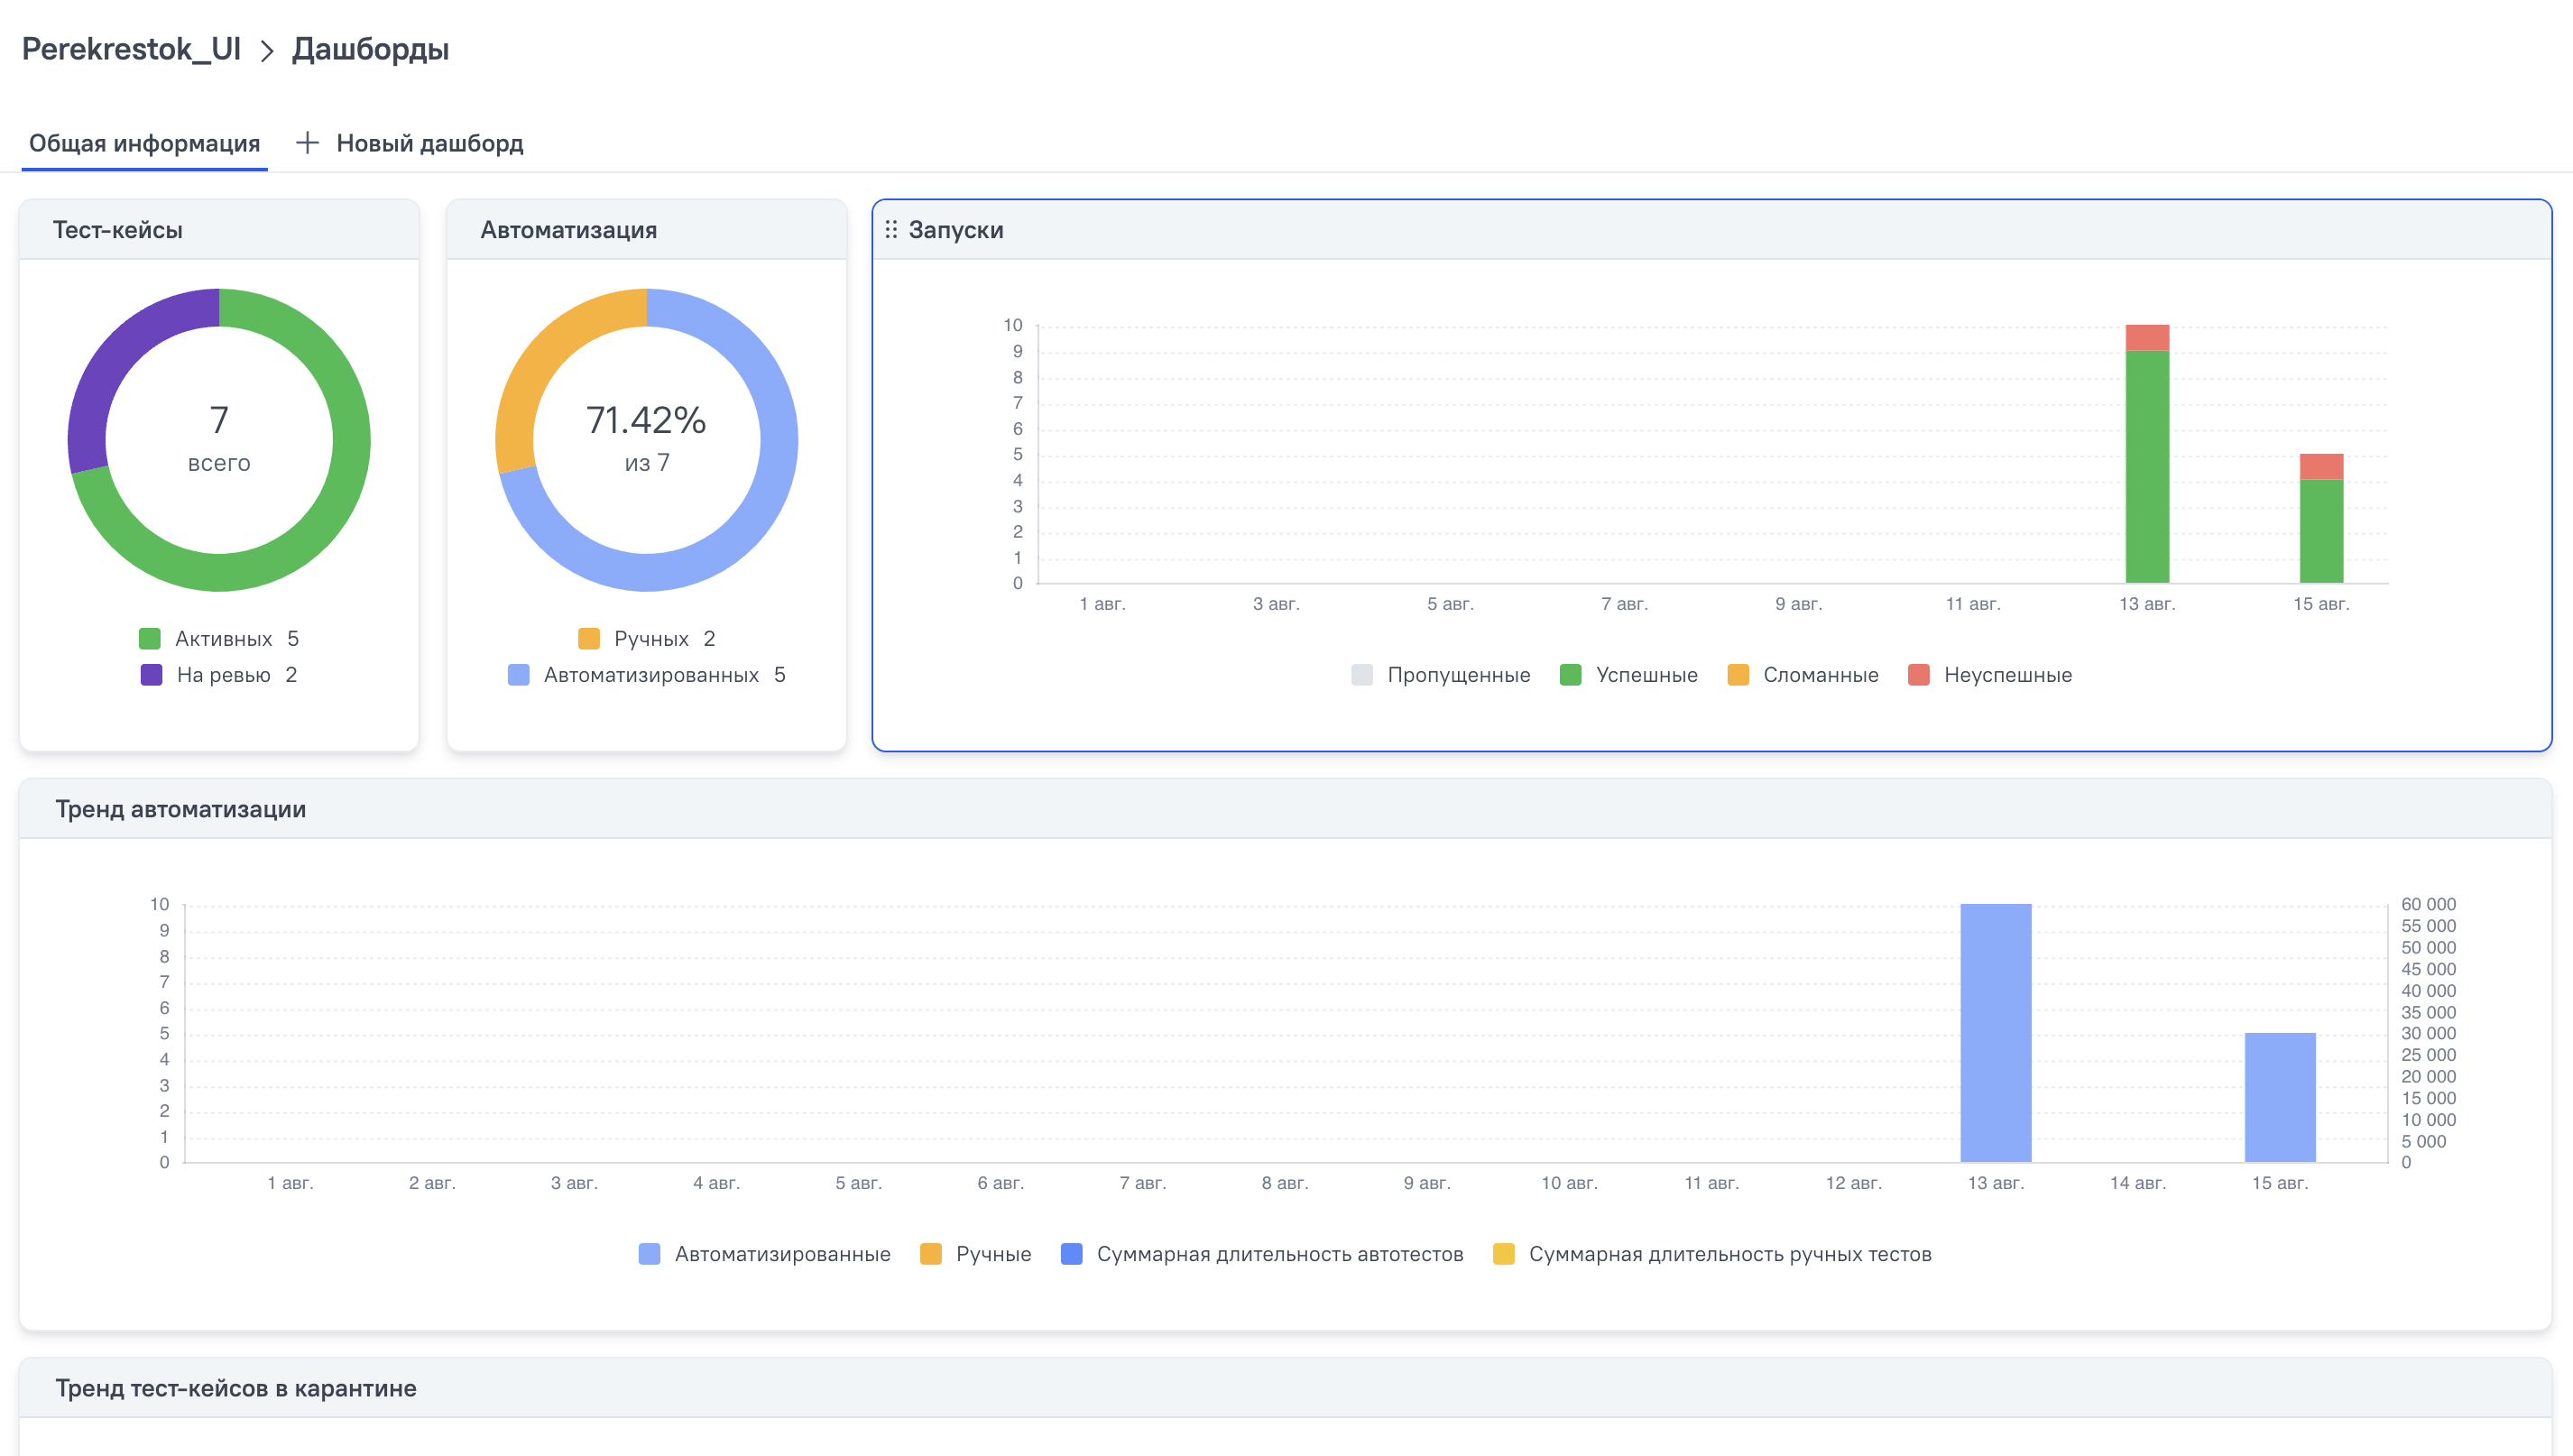 Perekrestok_UI > Дашборды
Общая информация + Новый дашборд
Тест-кейсы
7
всего
Активных 5
На ревью 2
Автоматизация
71.42%
из 7
Ручных 2
Автоматизированных 5
Запуски
10
9
8
7
6
5
4
3
2
1
0
1 авг. 3 авг. 5 авг. 7 авг. 9 авг. 11 авг. 13 авг. 15 авг.
Пропущенные Успешные Сломанные Неуспешные
Тренд автоматизации
10
9
8
7
6
5
4
3
2
1
0
60 000
55 000
50 000
45 000
40 000
35 000
30 000
25 000
20 000
15 000
10 000
5 000
0
1 авг. 2 авг. 3 авг. 4 авг. 5 авг. 6 авг. 7 авг. 8 авг. 9 авг. 10 авг. 11 авг. 12 авг. 13 авг. 14 авг. 15 авг.
Автоматизированные Ручные Суммарная длительность автотестов Суммарная длительность ручных тестов
Тренд тест-кейсов в карантине